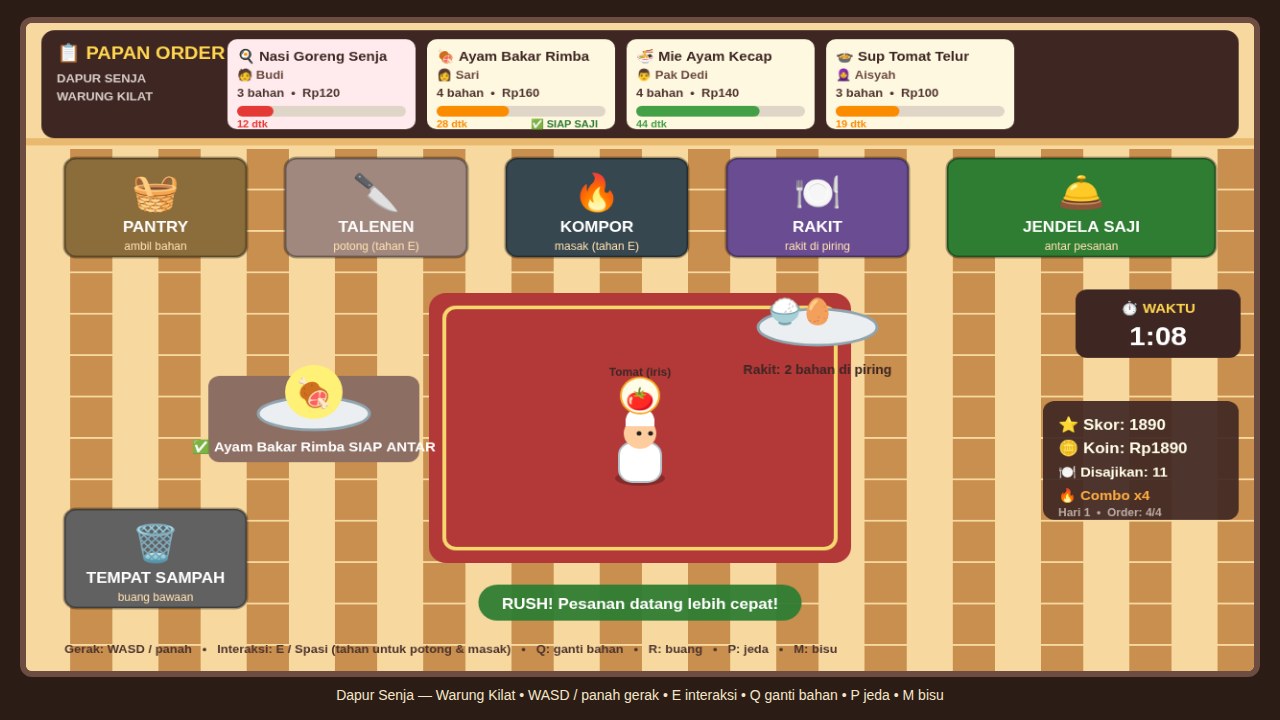 📋 PAPAN ORDER
DAPUR SENJA
WARUNG KILAT
🍳 Nasi Goreng Senja
🧑 Budi
3 bahan • Rp120
12 dtk
🍖 Ayam Bakar Rimba
👩 Sari
4 bahan • Rp160
28 dtk ✅ SIAP SAJI
🍜 Mie Ayam Kecap
👨 Pak Dedi
4 bahan • Rp140
44 dtk
🍲 Sup Tomat Telur
🧕 Aisyah
3 bahan • Rp100
19 dtk
PANTRY
ambil bahan
TALENEN
potong (tahan E)
KOMPOR
masak (tahan E)
RAKIT
rakit di piring
JENDELA SAJI
antar pesanan
⏱ WAKTU
1:08
Rakit: 2 bahan di piring
Tomat (iris)
✅ Ayam Bakar Rimba SIAP ANTAR
⭐ Skor: 1890
🪙 Koin: Rp1890
🍽 Disajikan: 11
🔥 Combo x4
Hari 1 • Order: 4/4
TEMPAT SAMPAH
buang bawaan
RUSH! Pesanan datang lebih cepat!
Gerak: WASD / panah • Interaksi: E / Spasi (tahan untuk potong & masak) • Q: ganti bahan • R: buang • P: jeda • M: bisu
Dapur Senja — Warung Kilat • WASD / panah gerak • E interaksi • Q ganti bahan • P jeda • M bisu